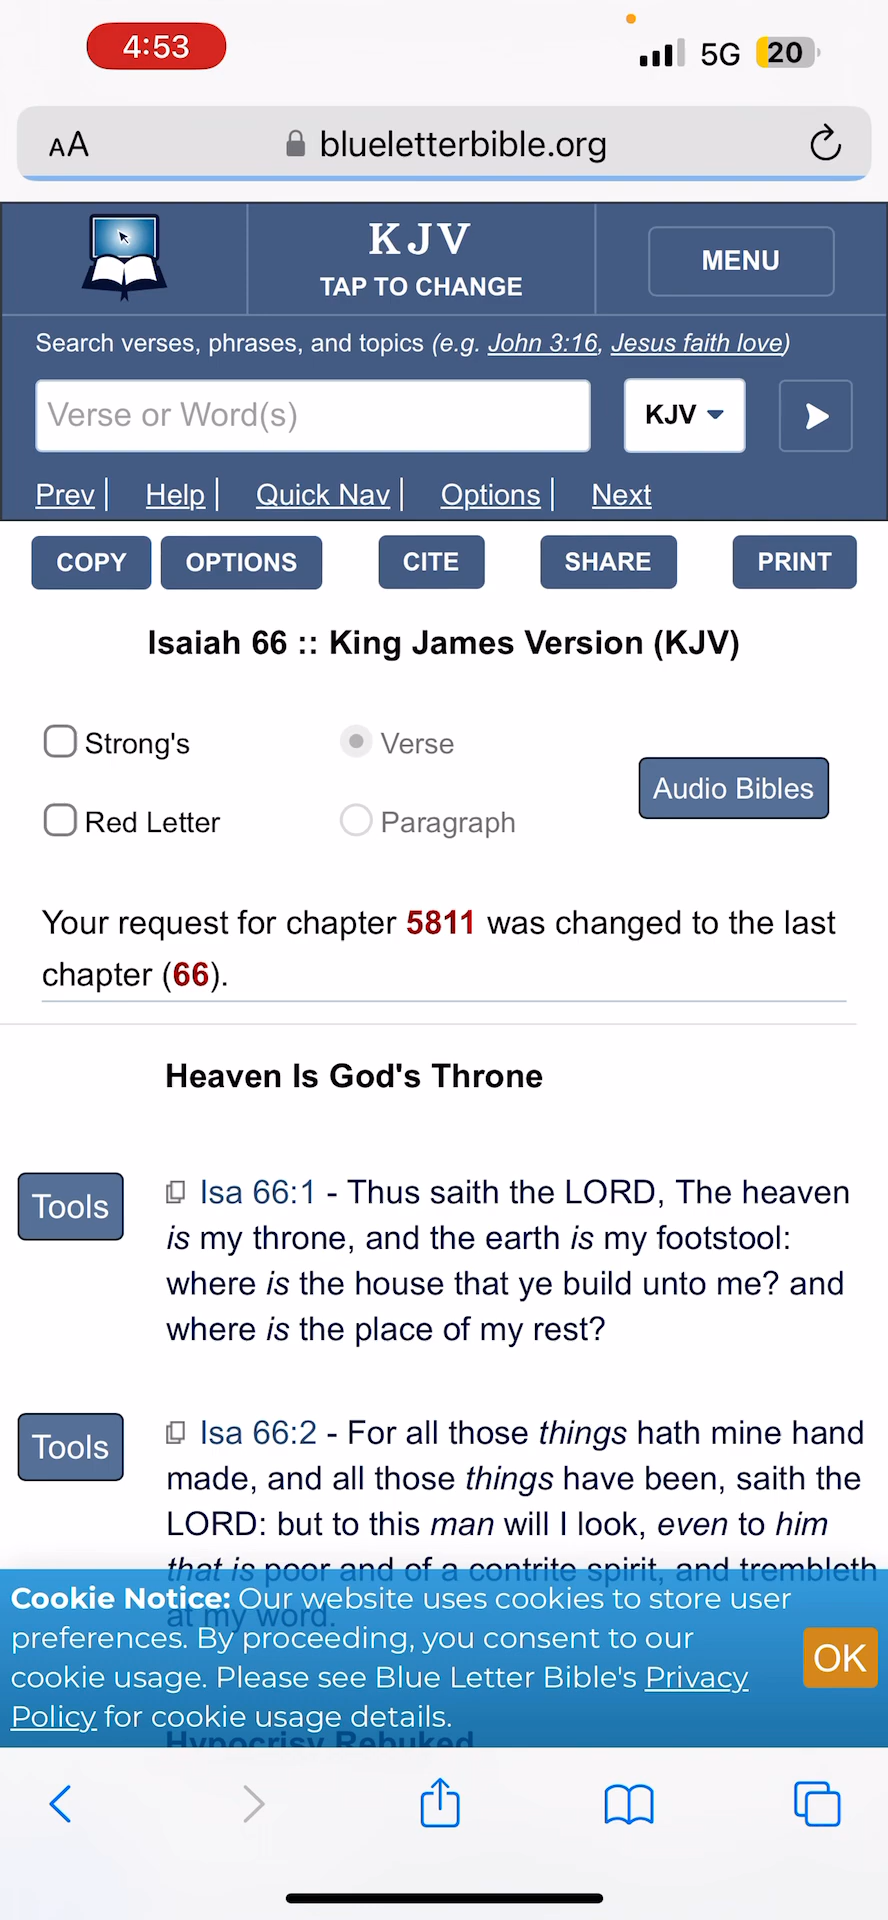 4:53
5G 20
AA blueletterbible.org
KJV
TAP TO CHANGE
MENU
Search verses, phrases, and topics (e.g. John 3:16, Jesus faith love)
Verse or Word(s)
KJV
Prev | Help | Quick Nav | Options | Next
COPY OPTIONS CITE SHARE PRINT
Isaiah 66 :: King James Version (KJV)
Strong's Verse
Audio Bibles
Red Letter Paragraph
Your request for chapter 5811 was changed to the last
chapter (66).
Heaven Is God's Throne
Tools Isa 66:1 - Thus saith the LORD, The heaven
is my throne, and the earth is my footstool:
where is the house that ye build unto me? and
where is the place of my rest?
Tools Isa 66:2 - For all those things hath mine hand
made, and all those things have been, saith the
LORD: but to this man will I look, even to him
that is poor and of a contrite spirit, and trembleth
at my word.
Cookie Notice: Our website uses cookies to store user
preferences. By proceeding, you consent to our
cookie usage. Please see Blue Letter Bible's Privacy
Policy for cookie usage details.
OK
Hypocrisy Rebuked